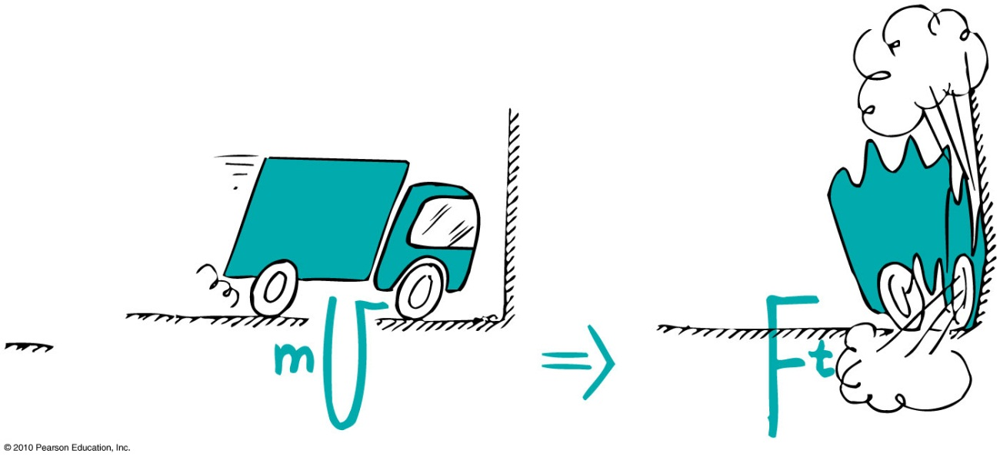 mv ⇒ Ft
© 2010 Pearson Education, Inc.